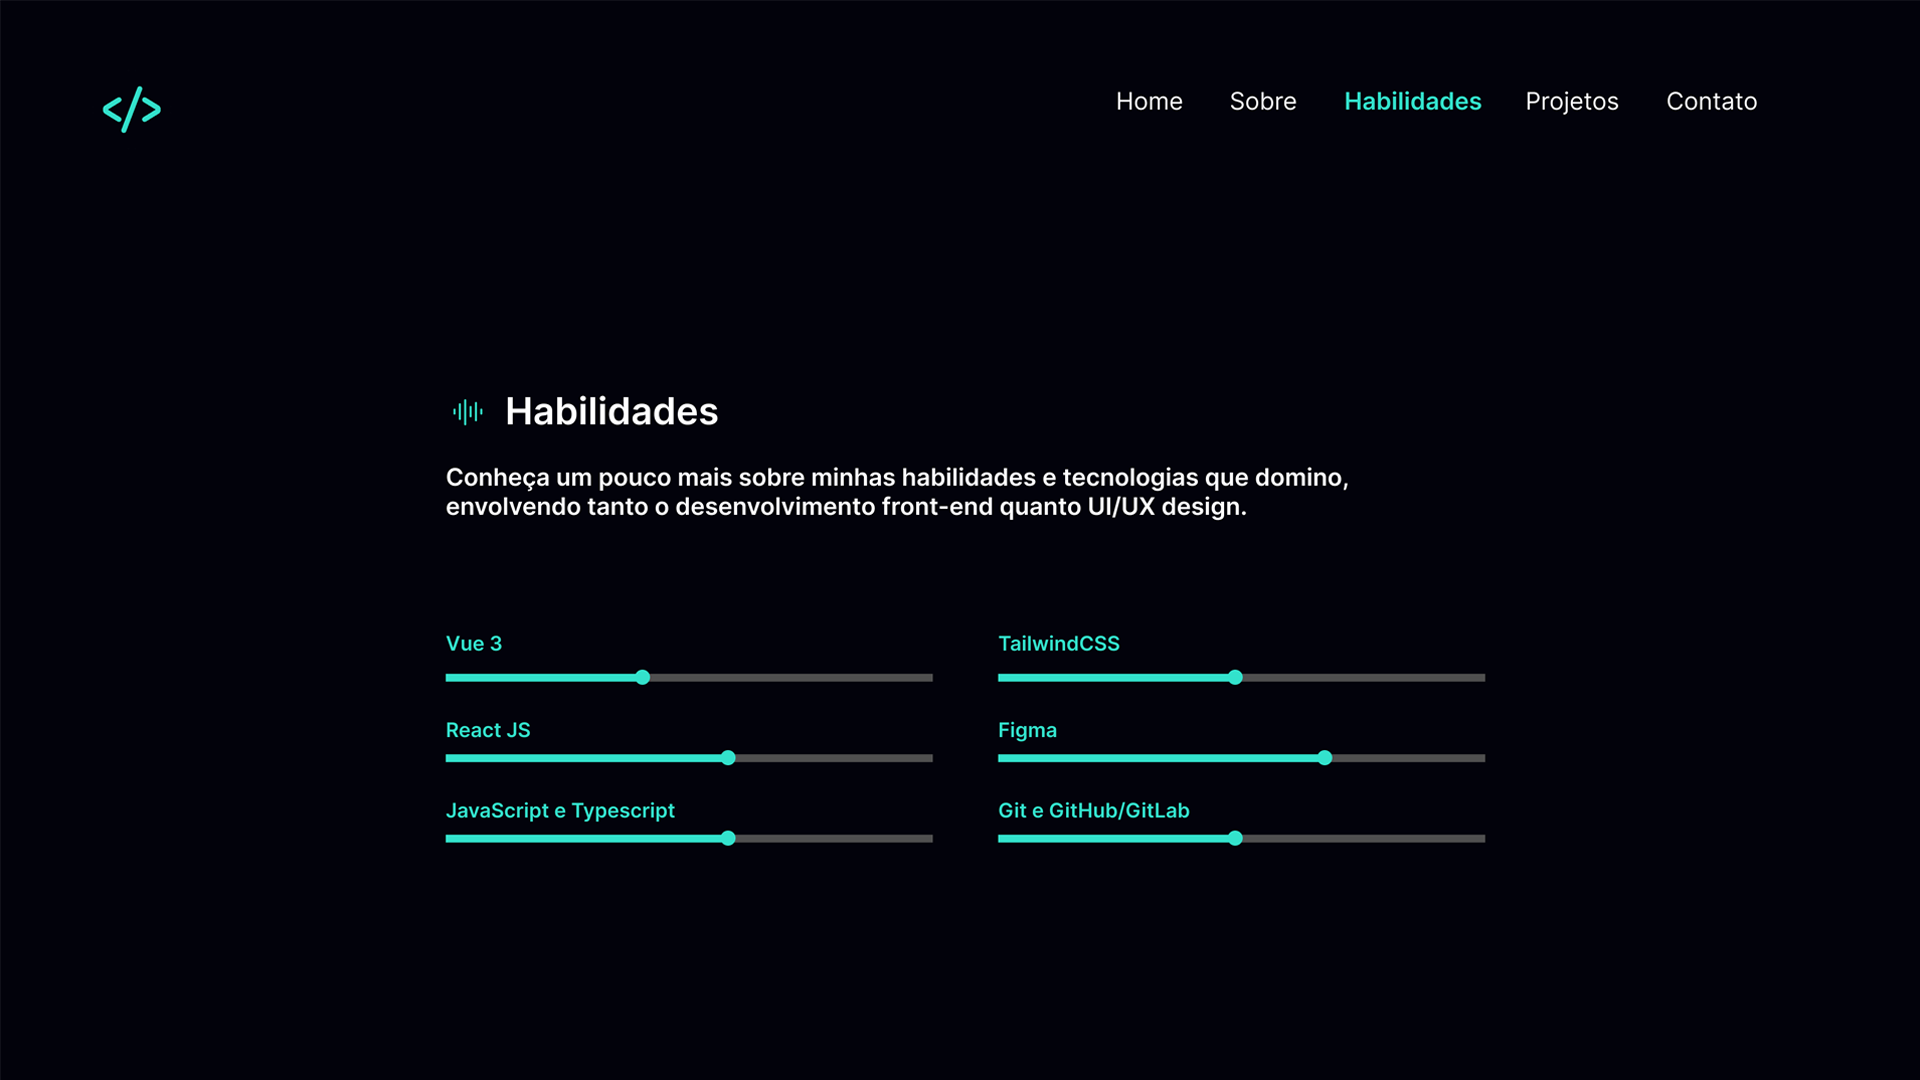 </>
Home Sobre Habilidades Projetos Contato
Habilidades
Conheça um pouco mais sobre minhas habilidades e tecnologias que domino,
envolvendo tanto o desenvolvimento front-end quanto UI/UX design.
Vue 3
TailwindCSS
React JS
Figma
JavaScript e Typescript
Git e GitHub/GitLab